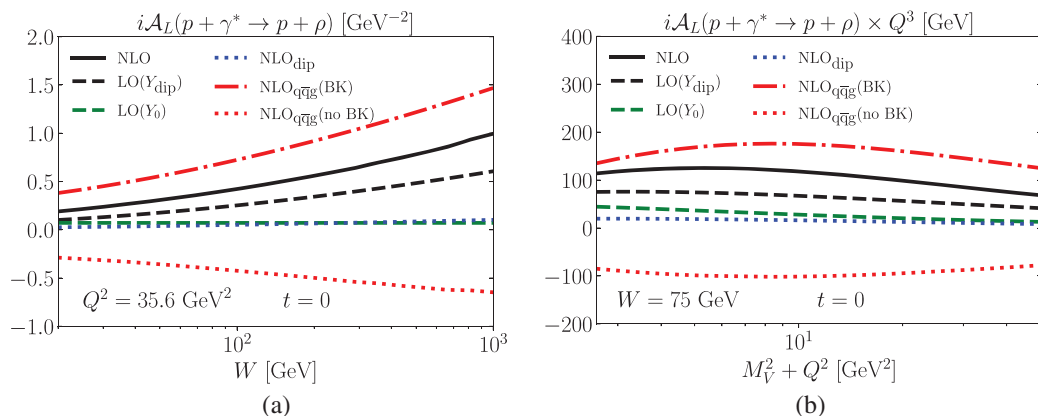 iA_L(p + γ* → p + ρ) [GeV⁻²]
2.0
1.5
1.0
0.5
0.0
−0.5
−1.0
NLO
LO(Y_dip)
LO(Y_0)
NLO_dip
NLO_qq̅g(BK)
NLO_qq̅g(no BK)
Q² = 35.6 GeV² t = 0
10² 10³
W [GeV]
(a)
iA_L(p + γ* → p + ρ) × Q³ [GeV]
400
300
200
100
0
−100
−200
NLO
LO(Y_dip)
LO(Y_0)
NLO_dip
NLO_qq̅g(BK)
NLO_qq̅g(no BK)
W = 75 GeV t = 0
10¹
M_V² + Q² [GeV²]
(b)